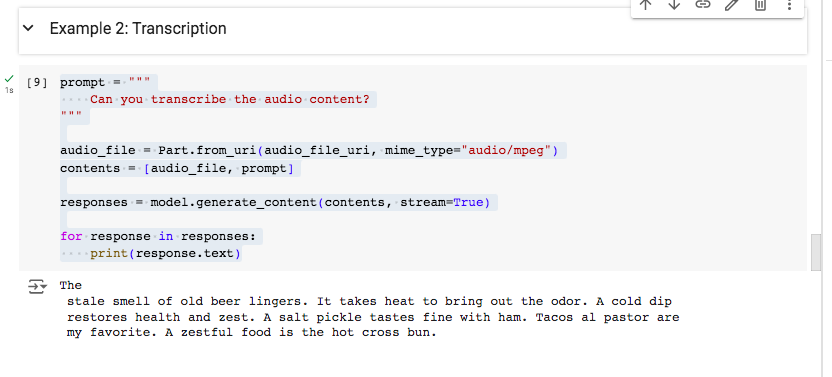 Example 2: Transcription
[9] prompt = """
    Can you transcribe the audio content?
"""
audio_file = Part.from_uri(audio_file_uri, mime_type="audio/mpeg")
contents = [audio_file, prompt]
responses = model.generate_content(contents, stream=True)
for response in responses:
    print(response.text)
1s
The
 stale smell of old beer lingers. It takes heat to bring out the odor. A cold dip
 restores health and zest. A salt pickle tastes fine with ham. Tacos al pastor are
 my favorite. A zestful food is the hot cross bun.